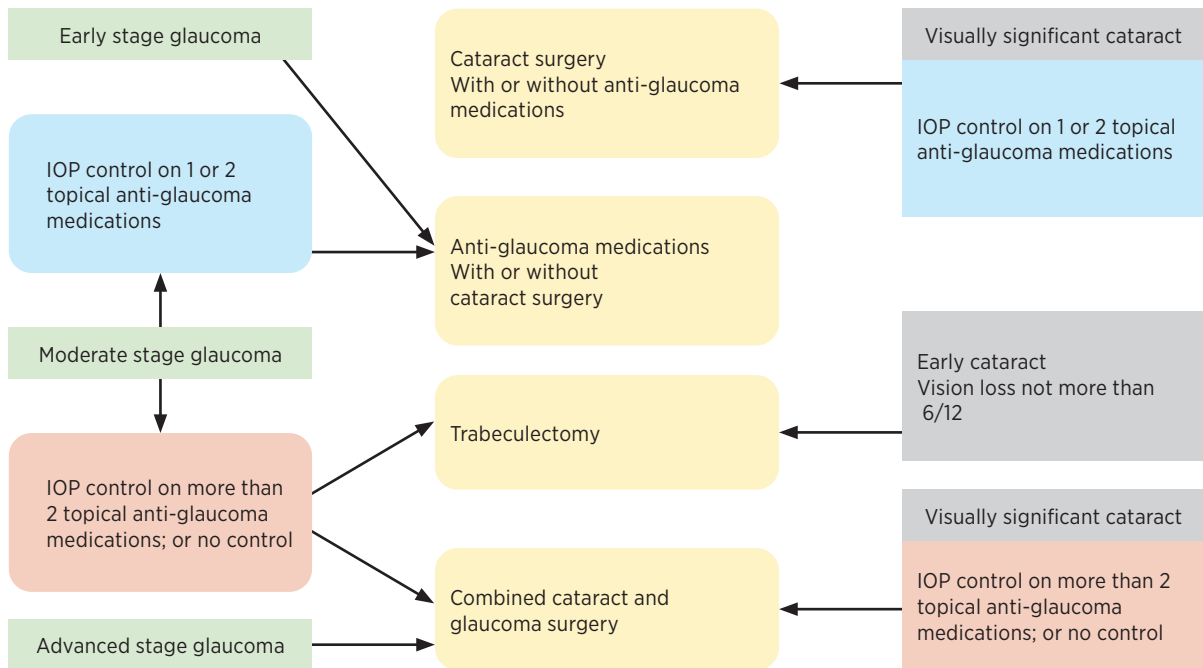 Early stage glaucoma
IOP control on 1 or 2
topical anti-glaucoma
medications
Moderate stage glaucoma
IOP control on more than
2 topical anti-glaucoma
medications; or no control
Advanced stage glaucoma
Cataract surgery
With or without anti-glaucoma
medications
Anti-glaucoma medications
With or without
cataract surgery
Trabeculectomy
Combined cataract and
glaucoma surgery
Visually significant cataract
IOP control on 1 or 2 topical
anti-glaucoma medications
Early cataract
Vision loss not more than
6/12
Visually significant cataract
IOP control on more than 2
topical anti-glaucoma
medications; or no control